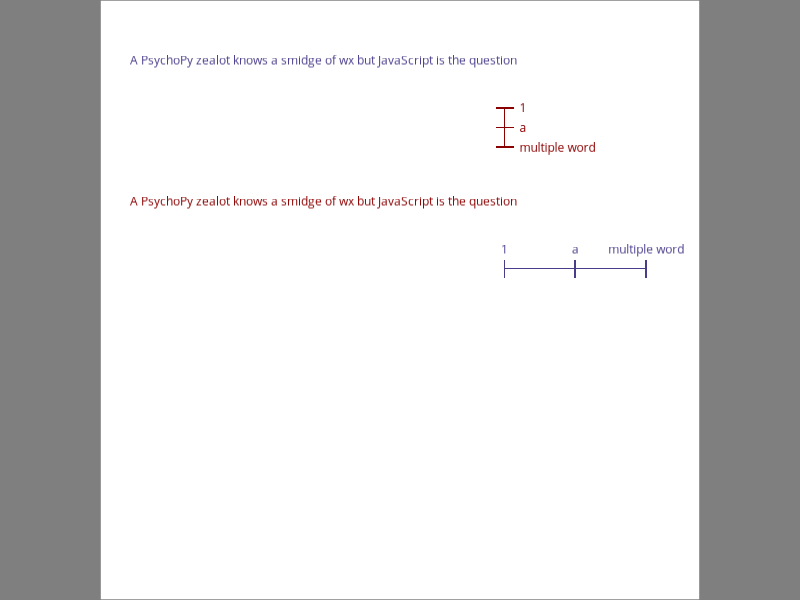 A PsychoPy zealot knows a smidge of wx but JavaScript is the question
1
a
multiple word
A PsychoPy zealot knows a smidge of wx but JavaScript is the question
1 a multiple word